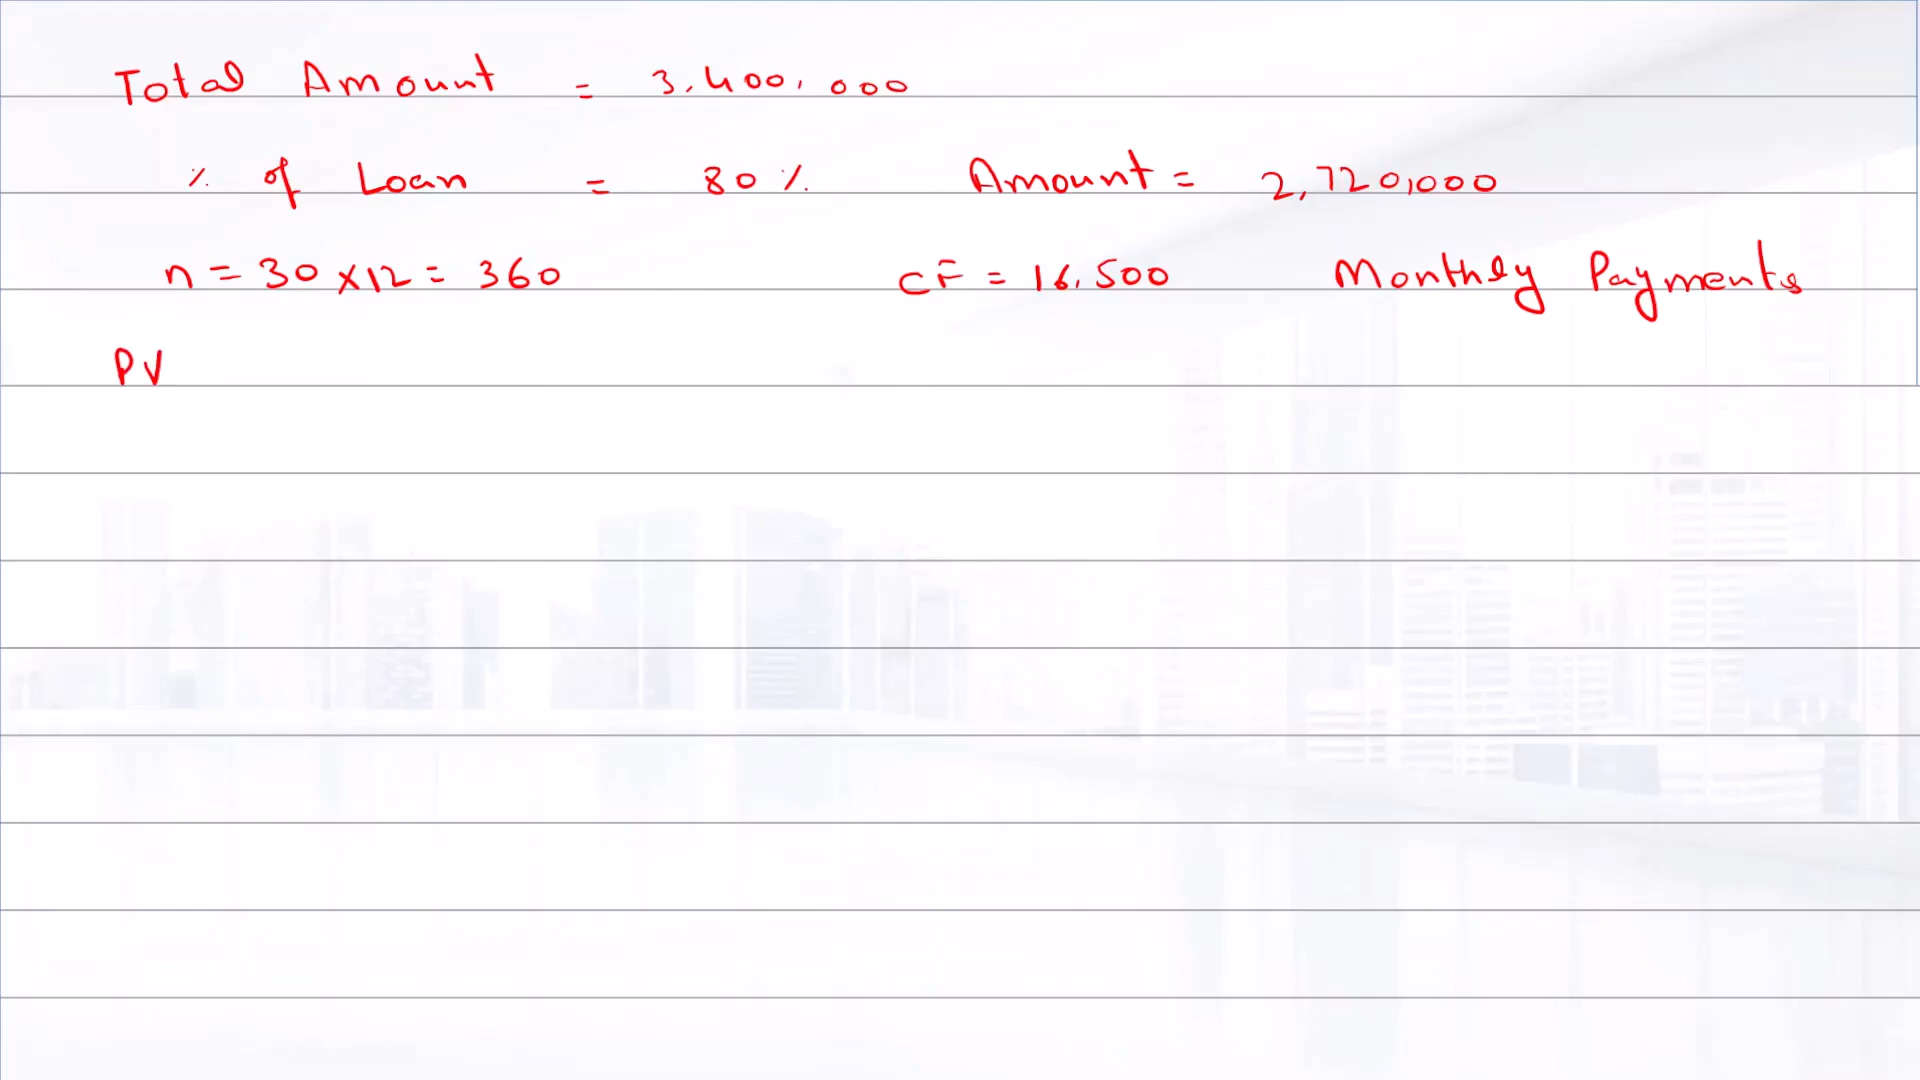 Total Amount = 3,400,000
% of Loan = 80% Amount = 2,720,000
n = 30 x 12 = 360 CF = 16,500 Monthly Payments
PV